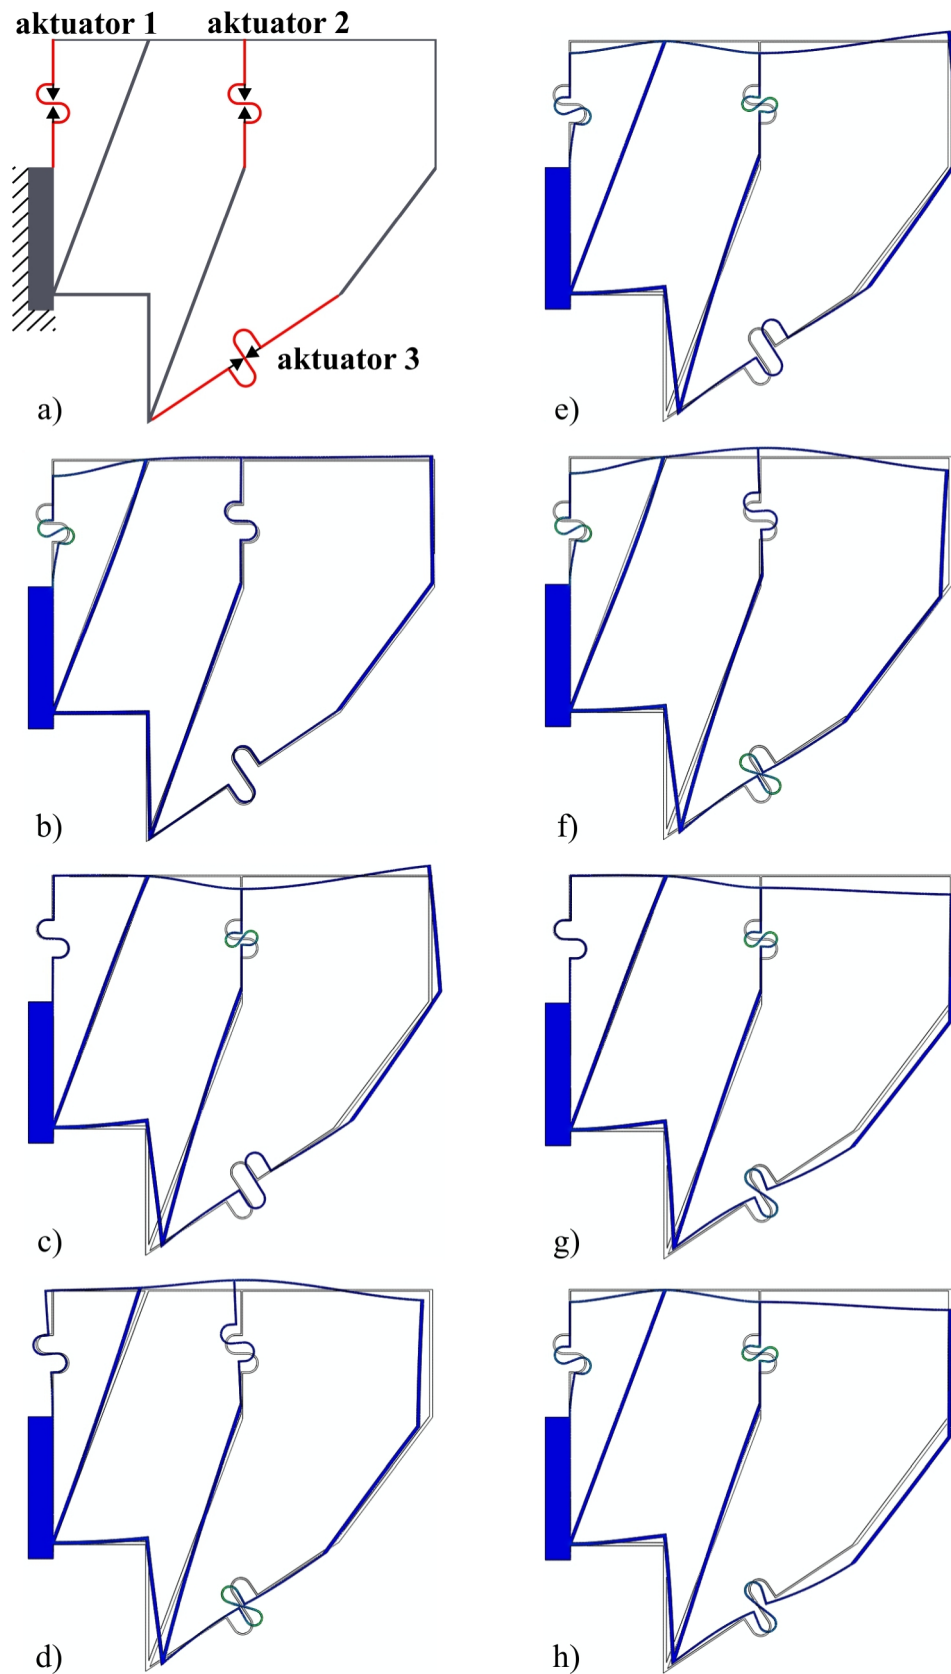 aktuator 1
aktuator 2
aktuator 3
a)
b)
c)
d)
e)
f)
g)
h)